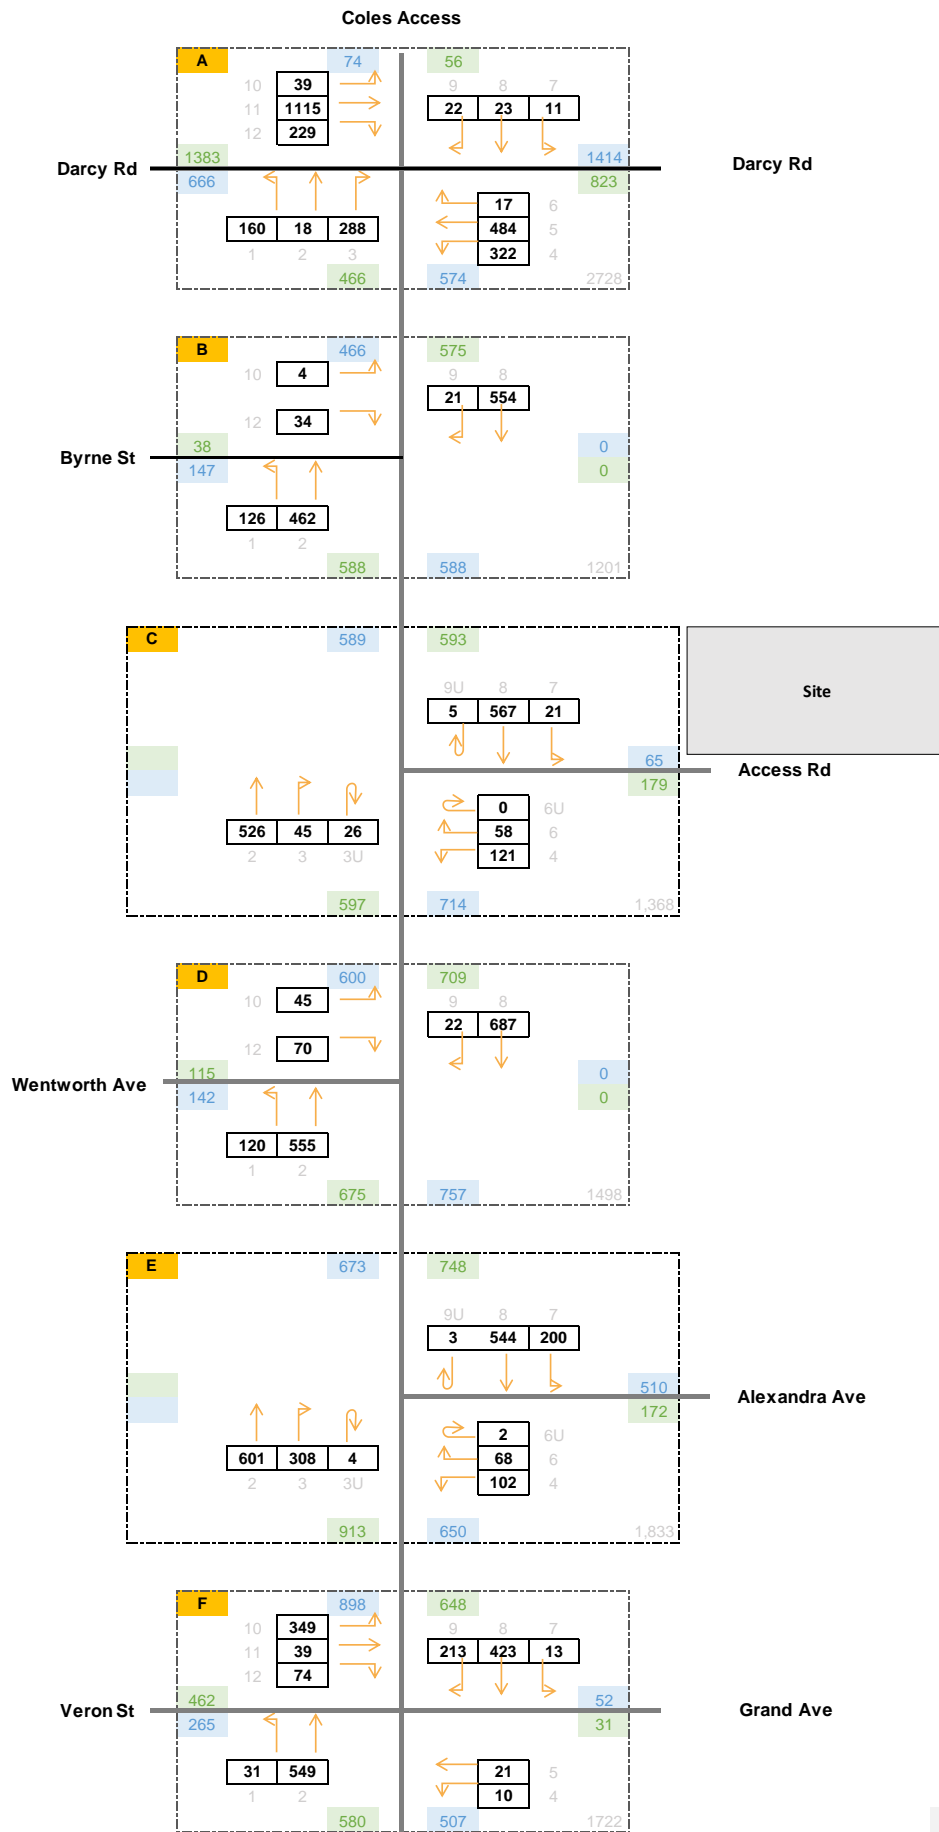 Coles Access
A 74 56
10 39 9 8 7
11 1115 22 23 11
12 229
1383 1414
Darcy Rd Darcy Rd
666 823
17 6
160 18 288 484 5
1 2 3 322 4
466 574 2728
B 466 575
10 4 9 8
21 554
12 34
38 0
Byrne St
147 0
126 462
1 2
588 588 1201
C 589 593
9U 8 7 Site
5 567 21
65
Access Rd
179
0 6U
526 45 26 58 6
2 3 3U 121 4
597 714 1,368
D 600 709
10 45 9 8
22 687
12 70
115 0
Wentworth Ave
142 0
120 555
1 2
675 757 1498
E 673 748
9U 8 7
3 544 200
510
Alexandra Ave
172
2 6U
601 308 4 68 6
2 3 3U 102 4
913 650 1,833
F 898 648
10 349 9 8 7
11 39 213 423 13
12 74
462 52
Veron St Grand Ave
265 31
31 549 21 5
1 2 10 4
580 507 1722